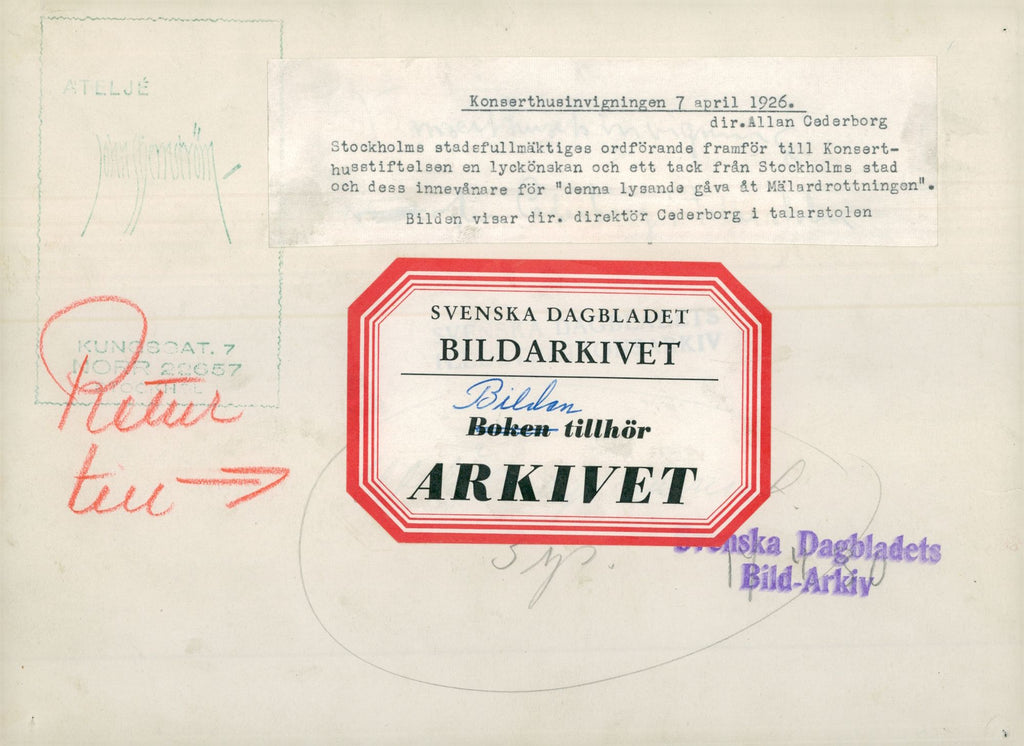 ATELJÉ
KUNGSGAT. 7
NORR 22657
Konserthusinvigningen 7 april 1926.
dir.Allan Cederborg
Stockholms stadsfullmäktiges ordförande framför till Konsert-
husstiftelsen en lyckönskan och ett tack från Stockholms stad
och dess innevånare för "denna lysande gåva åt Mälardrottningen".
Bilden visar dir. direktör Cederborg i talarstolen
SVENSKA DAGBLADET
BILDARKIVET
Bilden
Boken tillhör
ARKIVET
Retur
till
Svenska Dagbladets
Bild-Arkiv